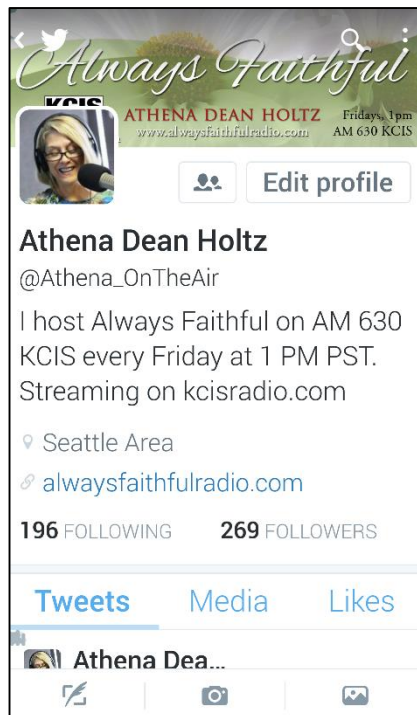 Always Faithful
KCIS
ATHENA DEAN HOLTZ
Fridays, 1pm
www.alwaysfaithfulradio.com
AM 630 KCIS
Edit profile
Athena Dean Holtz
@Athena_OnTheAir
I host Always Faithful on AM 630
KCIS every Friday at 1 PM PST.
Streaming on kcisradio.com
Seattle Area
alwaysfaithfulradio.com
196 FOLLOWING 269 FOLLOWERS
Tweets Media Likes
Athena Dea...